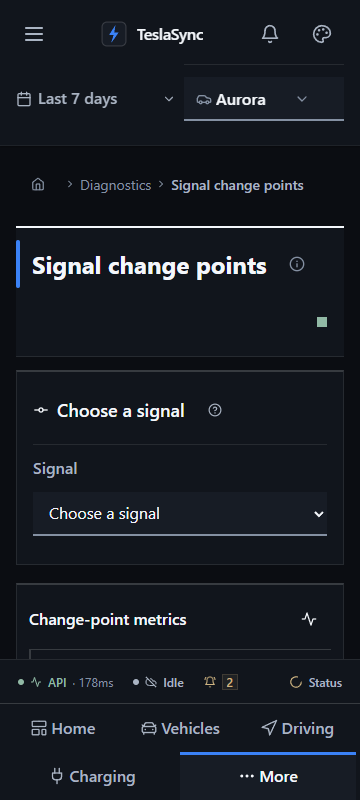 TeslaSync
Last 7 days
Aurora
Diagnostics
Signal change points
Signal change points
Choose a signal
Signal
Choose a signal
Change-point metrics
API · 178ms
Idle
2
Status
Home
Vehicles
Driving
Charging
More